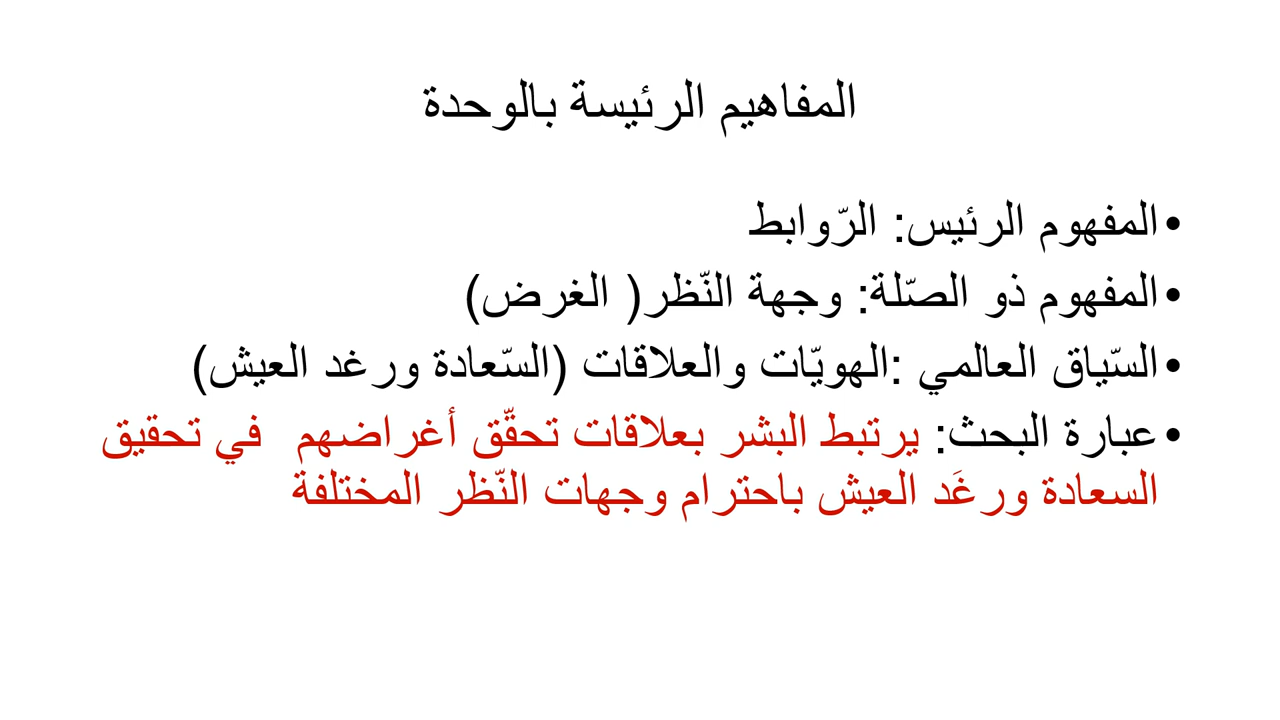 المفاهيم الرئيسة بالوحدة
•المفهوم الرئيس: الرّوابط
•المفهوم ذو الصّلة: وجهة النّظر( الغرض)
•السّياق العالمي :الهويّات والعلاقات (السّعادة ورغد العيش)
•عبارة البحث: يرتبط البشر بعلاقات تحقّق أغراضهم في تحقيق
السعادة ورغَد العيش باحترام وجهات النّظر المختلفة